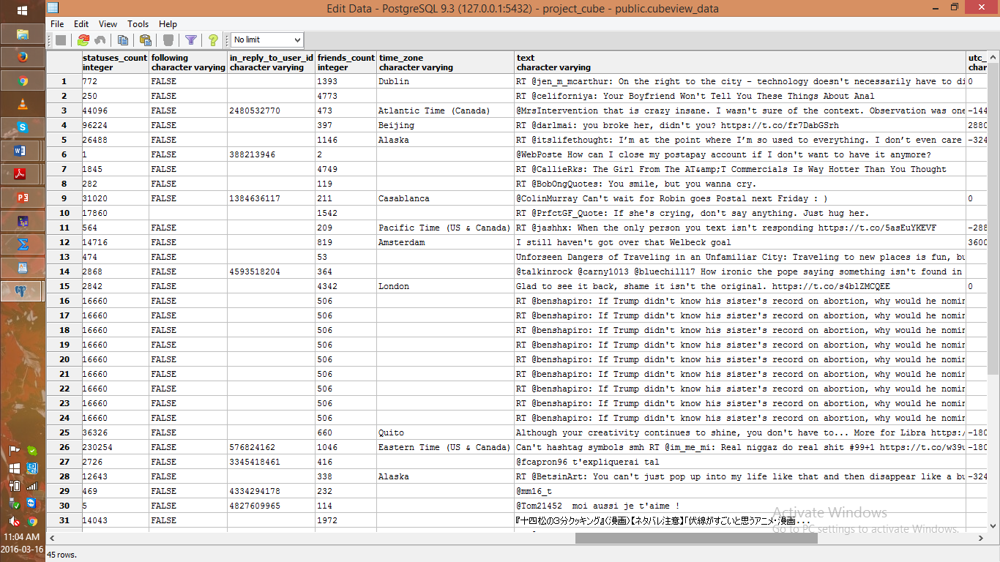 Edit Data - PostgreSQL 9.3 (127.0.0.1:5432) - project_cube - public.cubeview_data
File Edit View Tools Help
No limit
statuses_count following in_reply_to_user_id friends_count time_zone text utc_
integer character varying character varying integer character varying character varying char
1 772 FALSE 1393 Dublin RT @jen_m_mcarthur: On the right to the city - technology doesn't necessarily have to di 0
2 250 FALSE 4773 RT @celiforniya: Your Boyfriend Won't Tell You These Things About Anal
3 44096 FALSE 2480532770 473 Atlantic Time (Canada) @MrsIntervention that is crazy insane. I wasn't sure of the context. Observation was one -144
4 96224 FALSE 397 Beijing RT @darlmai: you broke her, didn't you? https://t.co/fr7DabGSrh 2880
5 26488 FALSE 1146 Alaska RT @itslifethought: I’m at the point where I’m so used to everything. I don’t even care -324
6 1 FALSE 388213946 2 @WebPoste How can I close my postapay account if I don't want to have it anymore?
7 1845 FALSE 4749 RT @CallieRks: The Girl From The AT&amp;T Commercials Is Way Hotter Than You Thought
8 282 FALSE 119 RT @BobOngQuotes: You smile, but you wanna cry.
9 31020 FALSE 1384636117 211 Casablanca @ColinMurray Can't wait for Robin goes Postal next Friday : ) 0
10 17860 1542 RT @PrfctGF_Quote: If she's crying, don't say anything. Just hug her.
11 564 FALSE 209 Pacific Time (US & Canada) RT @jashhx: When the only person you text isn't responding https://t.co/5asEuYKEVF -288
12 14716 FALSE 819 Amsterdam I still haven't got over that Welbeck goal 3600
13 474 FALSE 53 Unforseen Dangers of Traveling in an Unfamiliar City: Traveling to new places is fun, bu
14 2868 FALSE 4593518204 364 @talkinrock @carny1013 @bluechill17 How ironic the pope saying something isn't found in
15 2842 FALSE 4342 London Glad to see it back, shame it isn't the original. https://t.co/s4blZMCQEE 0
16 16660 FALSE 506 RT @benshapiro: If Trump didn't know his sister's record on abortion, why would he nomin
17 16660 FALSE 506 RT @benshapiro: If Trump didn't know his sister's record on abortion, why would he nomin
18 16660 FALSE 506 RT @benshapiro: If Trump didn't know his sister's record on abortion, why would he nomin
19 16660 FALSE 506 RT @benshapiro: If Trump didn't know his sister's record on abortion, why would he nomin
20 16660 FALSE 506 RT @benshapiro: If Trump didn't know his sister's record on abortion, why would he nomin
21 16660 FALSE 506 RT @benshapiro: If Trump didn't know his sister's record on abortion, why would he nomin
22 16660 FALSE 506 RT @benshapiro: If Trump didn't know his sister's record on abortion, why would he nomin
23 16660 FALSE 506 RT @benshapiro: If Trump didn't know his sister's record on abortion, why would he nomin
24 16660 FALSE 506 RT @benshapiro: If Trump didn't know his sister's record on abortion, why would he nomin
25 36326 FALSE 660 Quito Although your creativity continues to shine, you don't have to... More for Libra https: -180
26 230254 FALSE 576824162 1046 Eastern Time (US & Canada) Can't hashtag symbols smh RT @im_me_mi: Real niggaz do real shit #99+1 https://t.co/w39u -180
27 2726 FALSE 3345418461 416 @fcapron96 t'expliquerai tal
28 12643 FALSE 338 Alaska RT @BetsinArt: You can't just pop up into my life like that and then disappear like a bu -324
29 469 FALSE 4334294178 232 @mm16_t
30 5 FALSE 4827609965 114 @Tom21452 moi aussi je t'aime !
31 14043 FALSE 1972 『十四松の3分クッキング』(漫画)【ネタバレ注意】「伏線がすごいと思うアニメ・漫画...
Activate Windows
Go to PC settings to activate Windows.
45 rows.
11:04 AM
2016-03-16